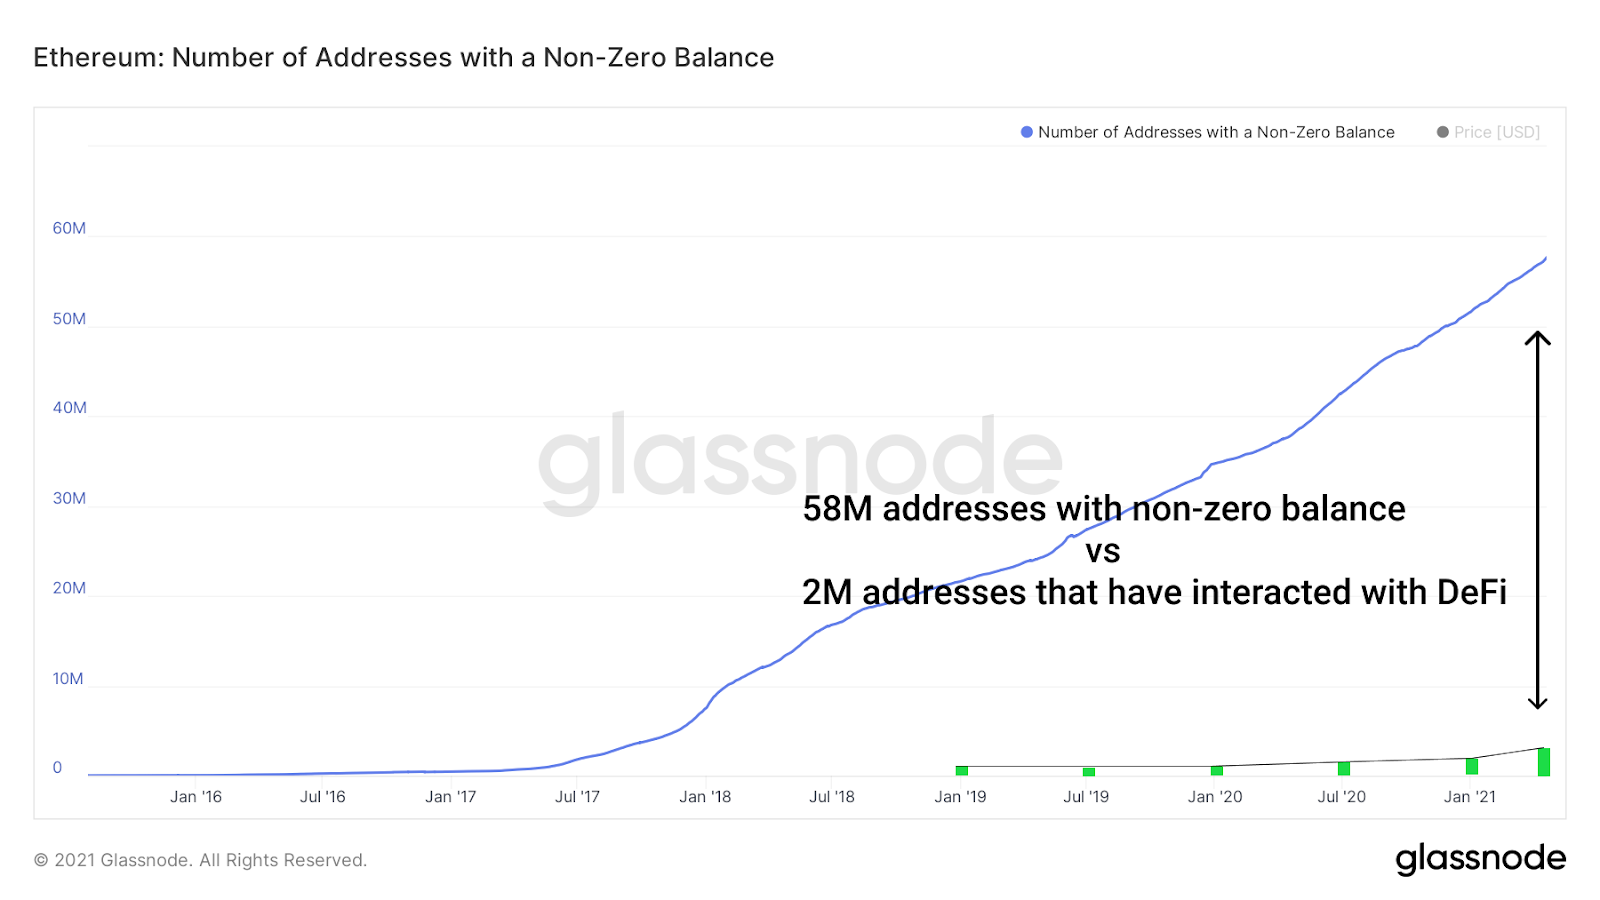 Ethereum: Number of Addresses with a Non-Zero Balance
Number of Addresses with a Non-Zero Balance Price [USD]
60M
50M
40M
glassnode
30M
58M addresses with non-zero balance
vs
20M
2M addresses that have interacted with DeFi
10M
0
Jan '16 Jul '16 Jan '17 Jul '17 Jan '18 Jul '18 Jan '19 Jul '19 Jan '20 Jul '20 Jan '21
© 2021 Glassnode. All Rights Reserved.
glassnode